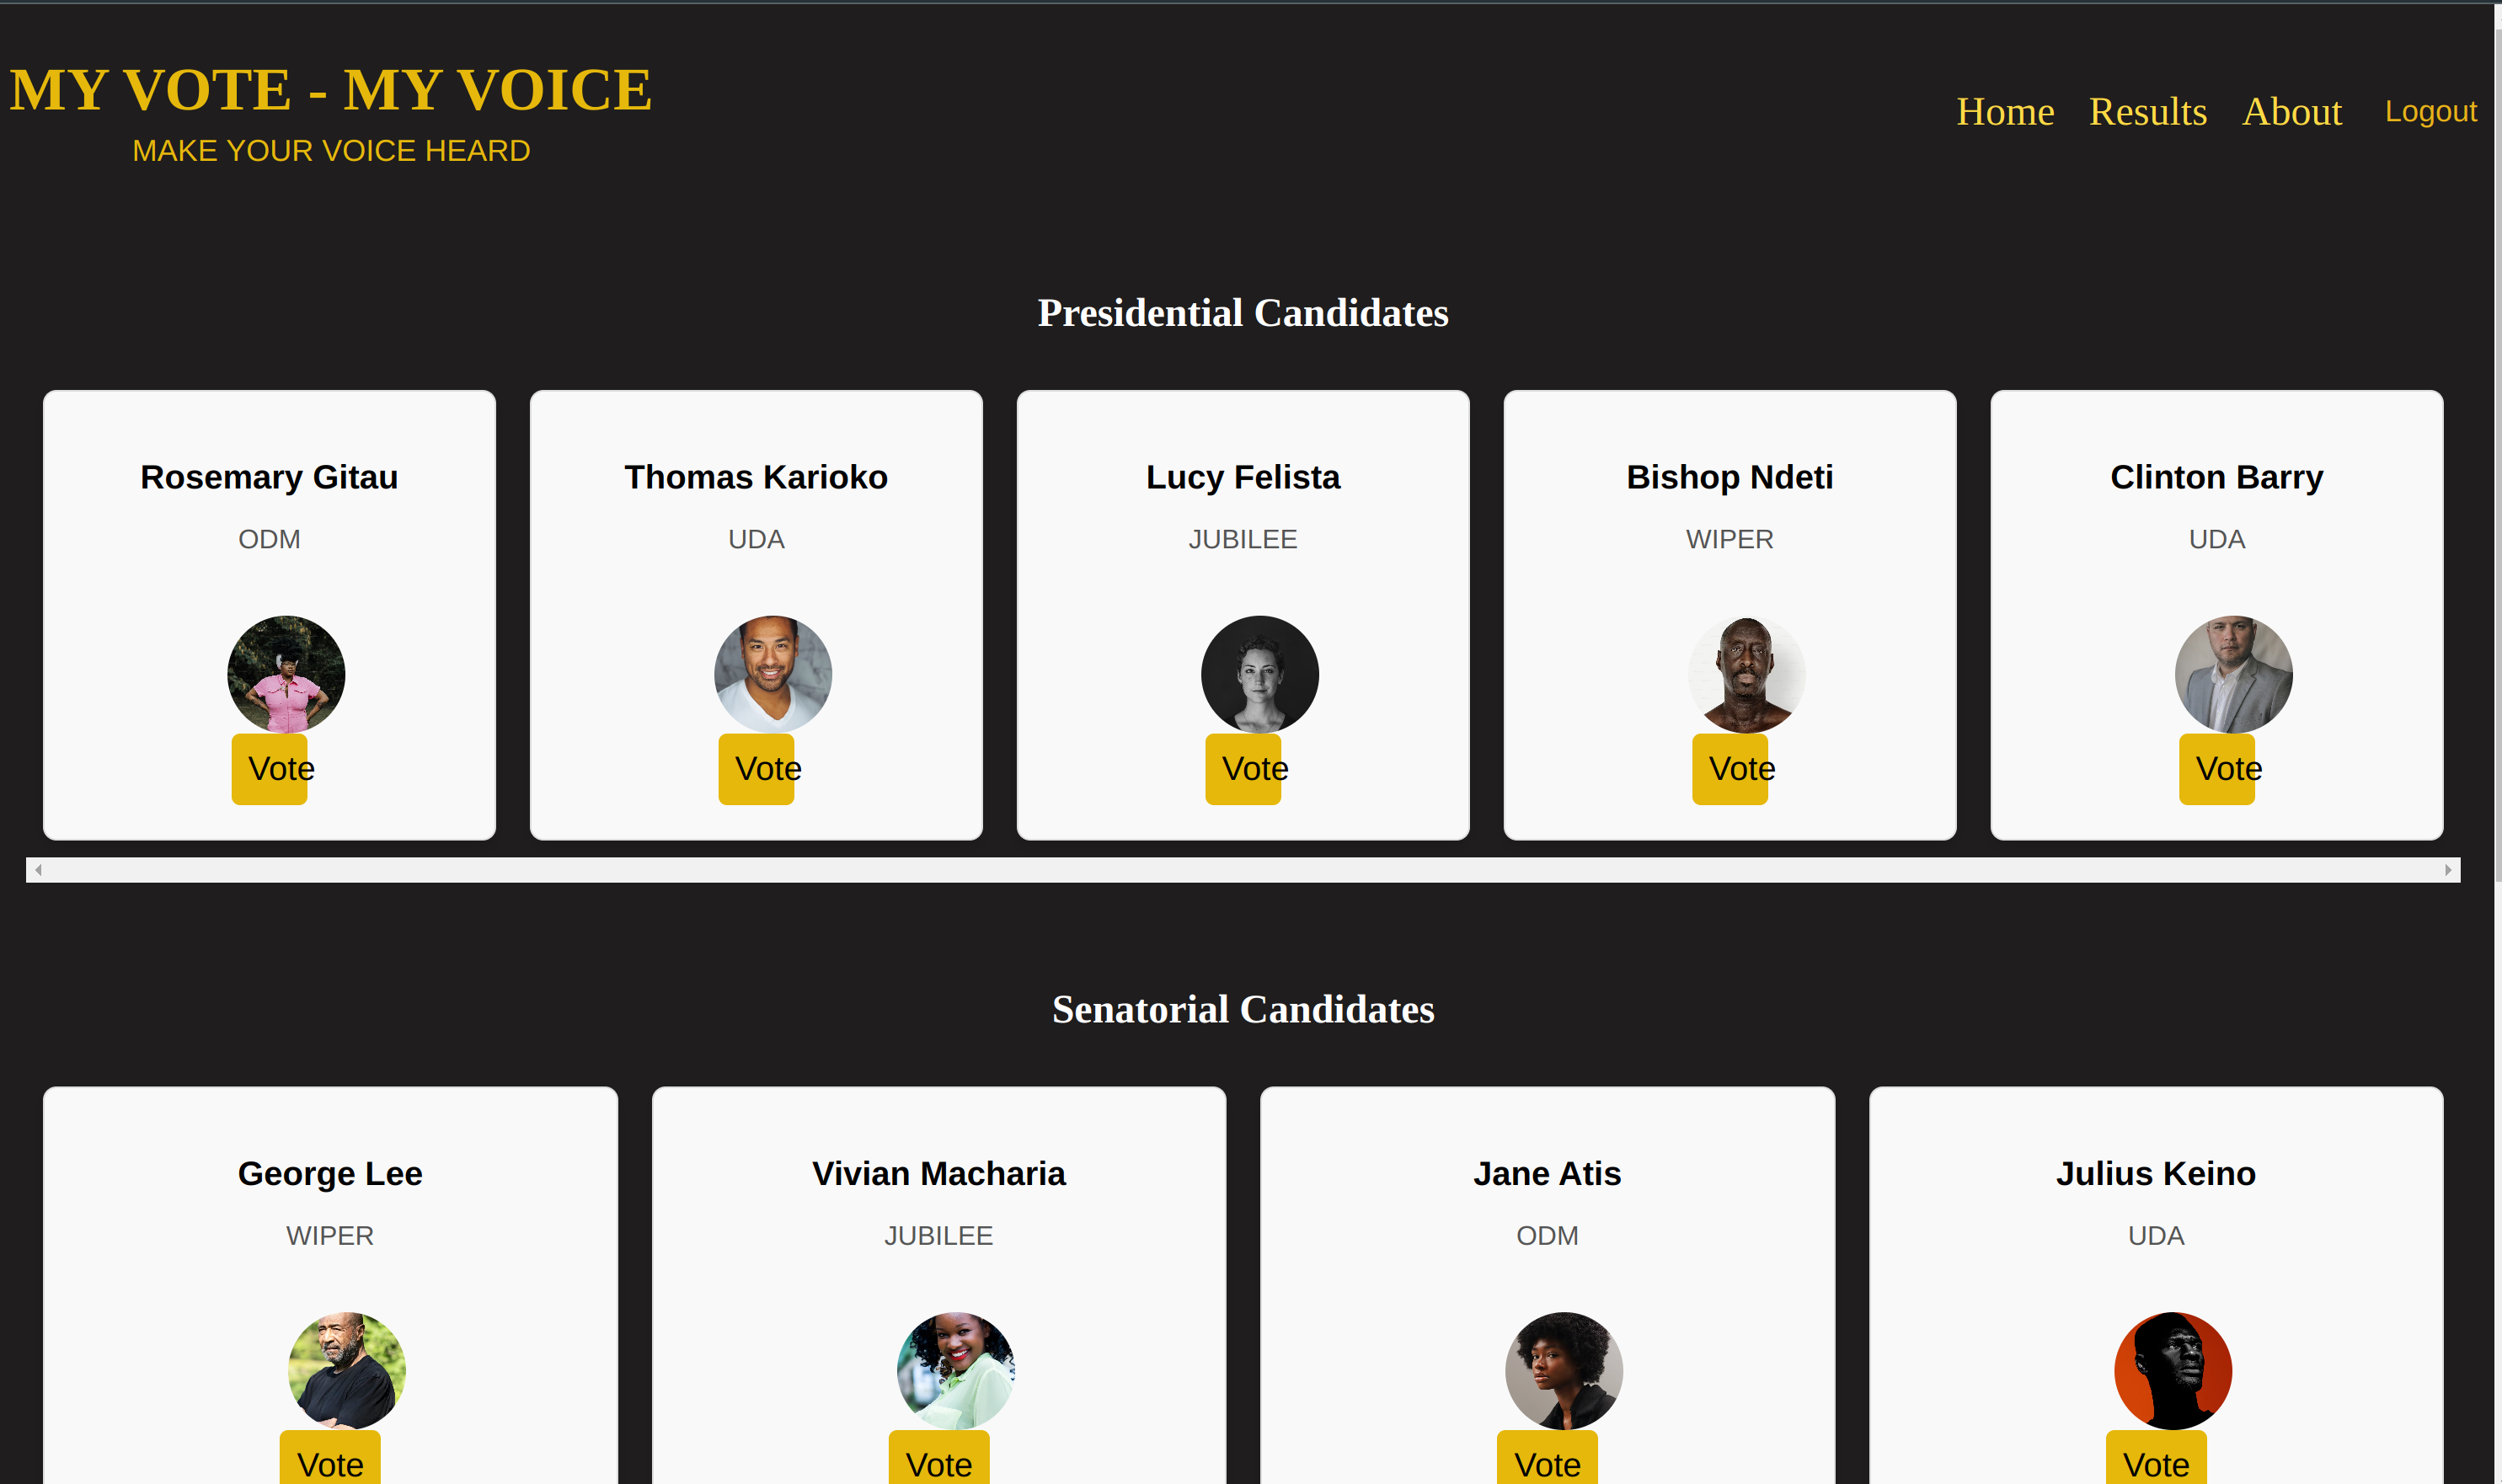 MY VOTE - MY VOICE
MAKE YOUR VOICE HEARD
Home Results About Logout
Presidential Candidates
Rosemary Gitau Thomas Karioko Lucy Felista Bishop Ndeti Clinton Barry
ODM UDA JUBILEE WIPER UDA
Vote Vote Vote Vote Vote
Senatorial Candidates
George Lee Vivian Macharia Jane Atis Julius Keino
WIPER JUBILEE ODM UDA
Vote Vote Vote Vote